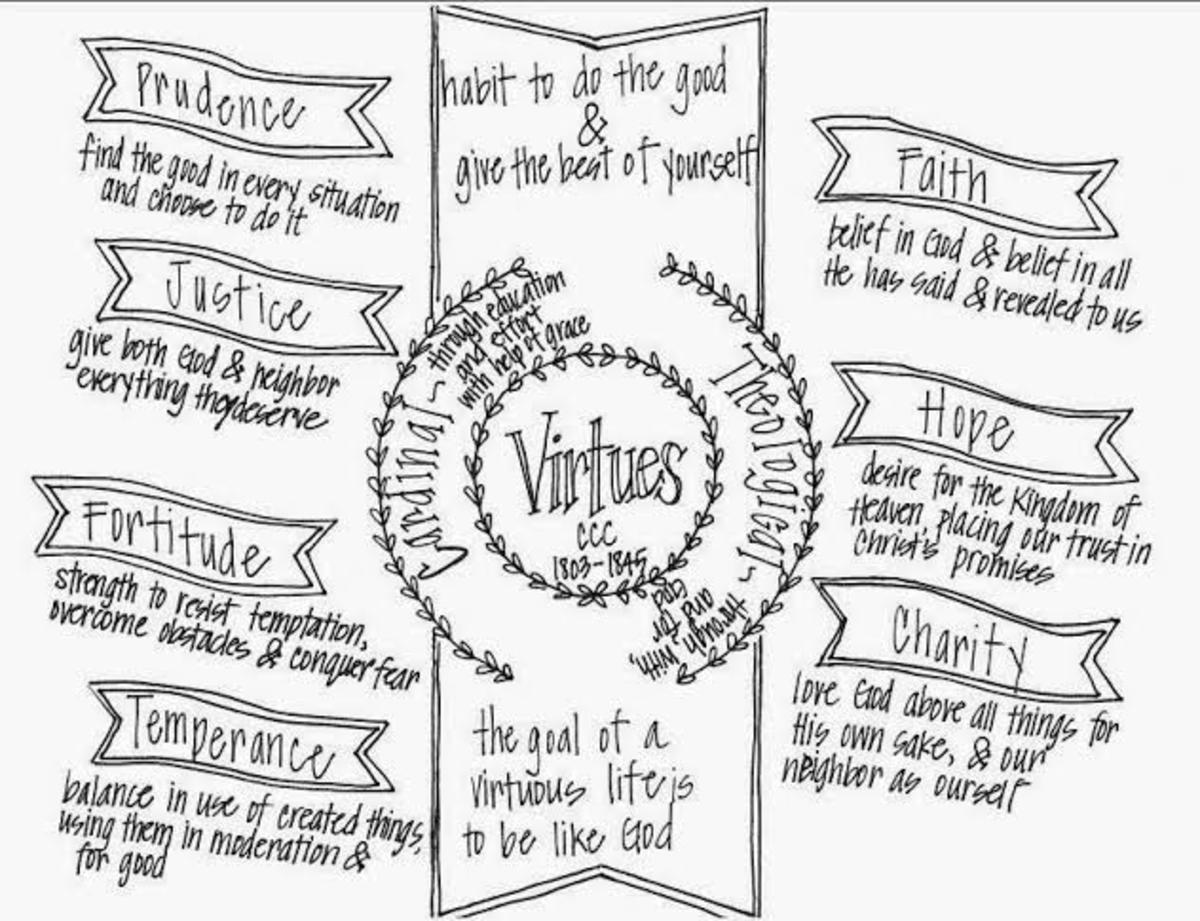 Prudence
find the good in every situation
and choose to do it
Justice
give both God & neighbor
everything they deserve
Fortitude
strength to resist temptation,
overcome obstacles & conquer fear
Temperance
balance in use of created things,
using them in moderation &
for good
habit to do the good
&
give the best of yourself
Cardinal ~
through education
and effort
with help of grace
Virtues
CCC
1803-1845
Theological ~
through, with,
and for
God
the goal of a
virtuous life is
to be like God
Faith
belief in God & belief in all
He has said & revealed to us
Hope
desire for the Kingdom of
Heaven, placing our trust in
Christ's promises
Charity
love God above all things for
His own sake, & our
neighbor as ourself